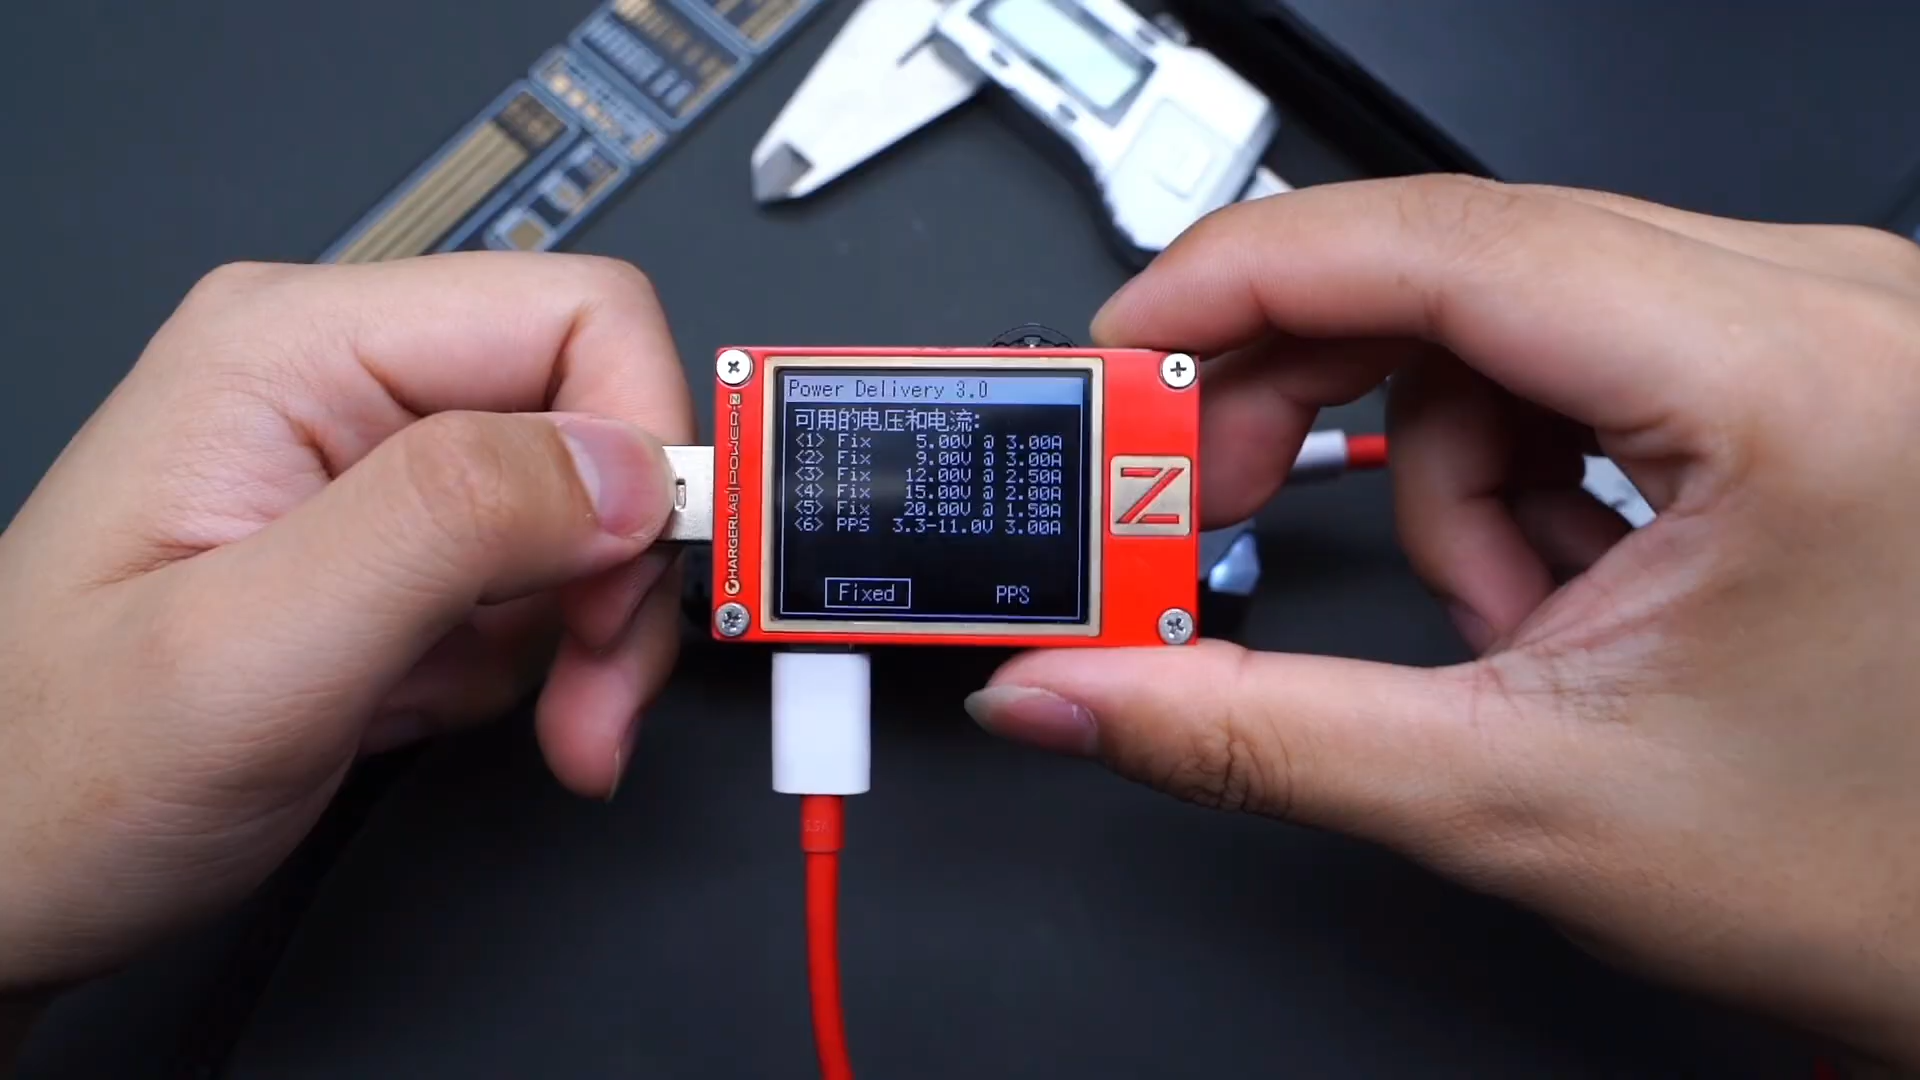 Power Delivery 3.0
可用的电压和电流:
<1> Fix 5.00V @ 3.00A
<2> Fix 9.00V @ 3.00A
<3> Fix 12.00V @ 2.50A
<4> Fix 15.00V @ 2.00A
<5> Fix 20.00V @ 1.50A
<6> PPS 3.3-11.0V 3.00A
Fixed PPS
CHARGERLAB POWER-Z
Z